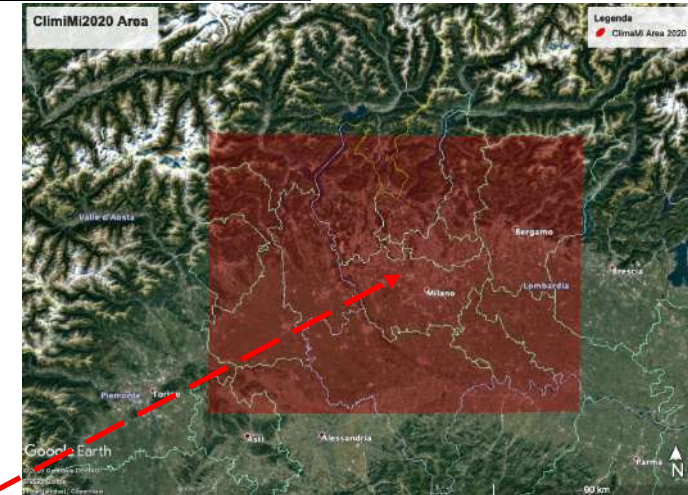 ClimiMi2020 Area
Legenda
ClimaMi Area 2020
Valle d'Aosta
Bergamo
Brescia
Milano
Lombardia
Piemonte
Torino
Asti
Alessandria
Google Earth
Parma
N
90 km